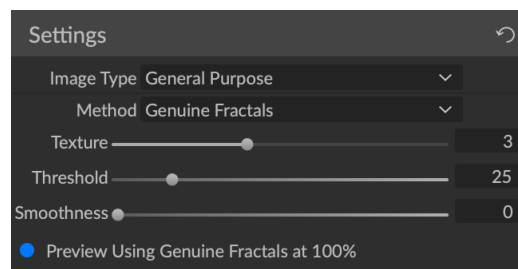 Settings
Image Type General Purpose
Method Genuine Fractals
Texture 3
Threshold 25
Smoothness 0
Preview Using Genuine Fractals at 100%